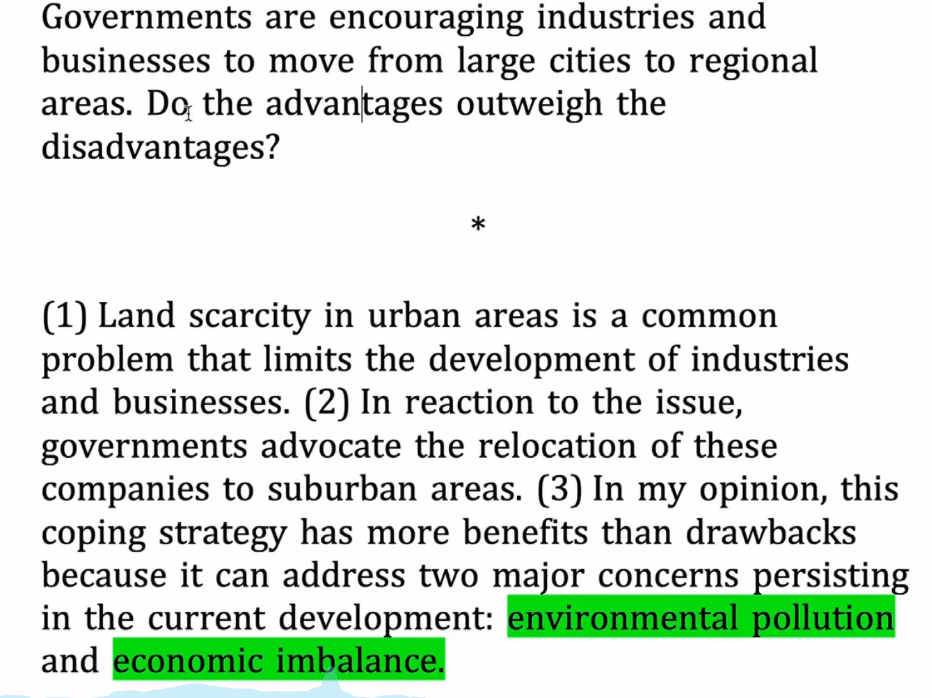 Governments are encouraging industries and
businesses to move from large cities to regional
areas. Do the advantages outweigh the
disadvantages?
*
(1) Land scarcity in urban areas is a common
problem that limits the development of industries
and businesses. (2) In reaction to the issue,
governments advocate the relocation of these
companies to suburban areas. (3) In my opinion, this
coping strategy has more benefits than drawbacks
because it can address two major concerns persisting
in the current development: environmental pollution
and economic imbalance.